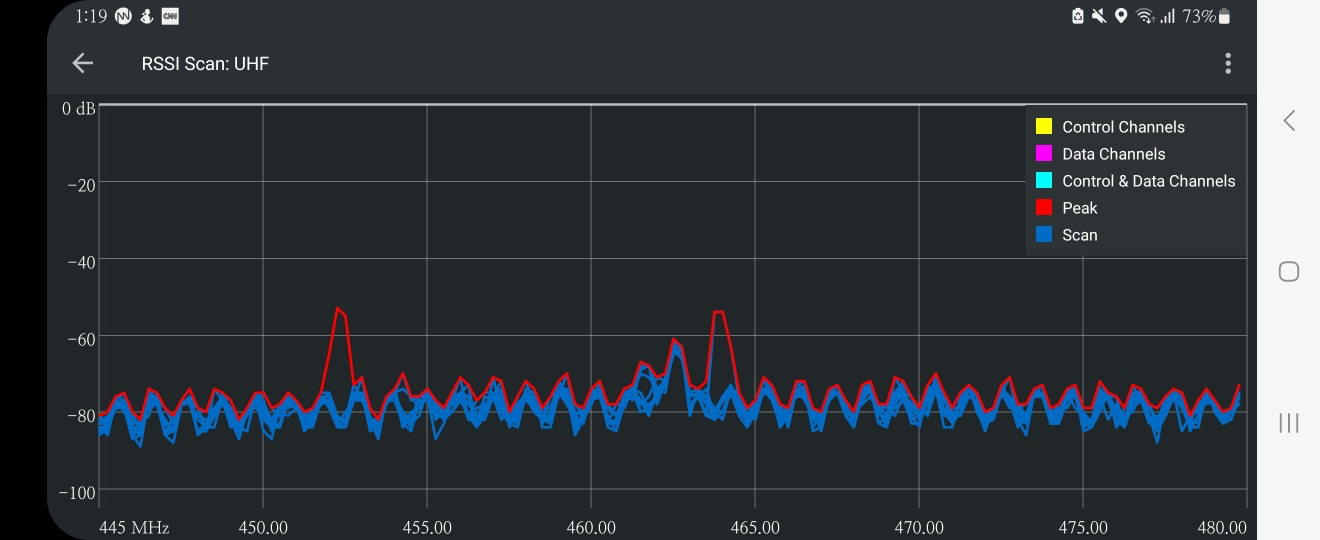 1:19 CNN 73%
RSSI Scan: UHF
0 dB
Control Channels
Data Channels
−20
Control & Data Channels
Peak
Scan
−40
−60
−80
−100
445 MHz 450.00 455.00 460.00 465.00 470.00 475.00 480.00